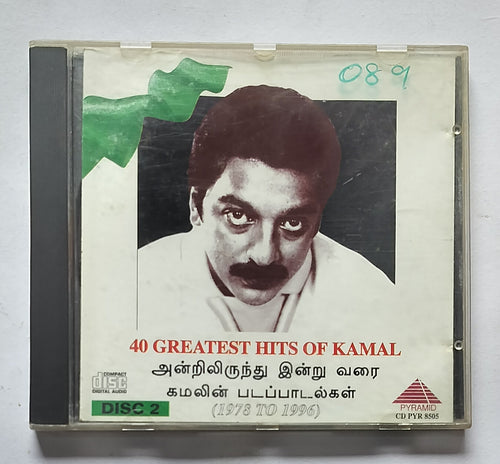 089
40 GREATEST HITS OF KAMAL
அன்றிலிருந்து இன்று வரை
கமலின் படப்பாடல்கள்
(1978 TO 1996)
COMPACT
disc
DIGITAL AUDIO
DISC 2
PYRAMID
CD PYR 8505